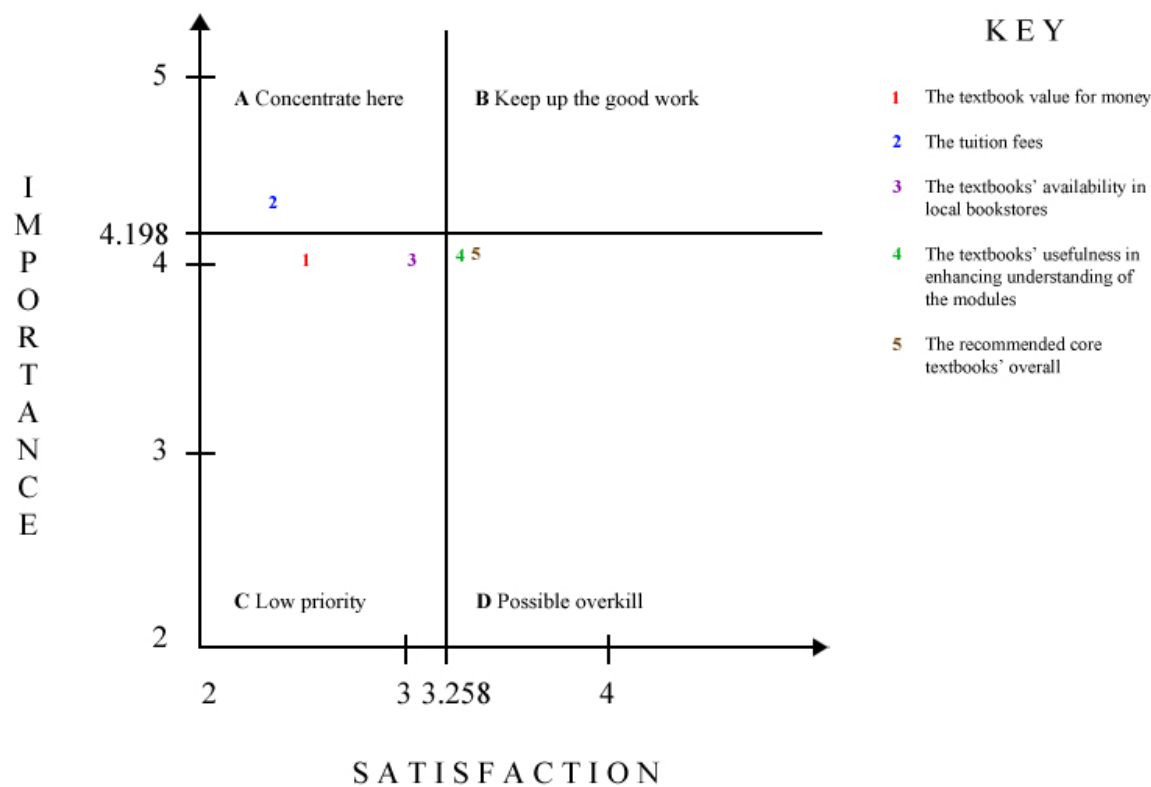 KEY
5
A Concentrate here
B Keep up the good work
1 The textbook value for money
2 The tuition fees
3 The textbooks’ availability in
local bookstores
4 The textbooks’ usefulness in
enhancing understanding of
the modules
5 The recommended core
textbooks’ overall
IMPORTANCE
2
4.198
4
1
3
4
5
3
C Low priority
D Possible overkill
2
2
3
3.258
4
SATISFACTION